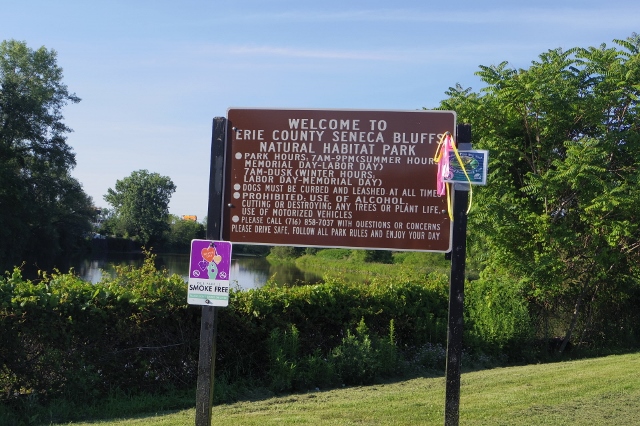 WELCOME TO
ERIE COUNTY SENECA BLUFFS
NATURAL HABITAT PARK
● PARK HOURS, 7AM-9PM (SUMMER HOURS
MEMORIAL DAY-LABOR DAY)
7AM-DUSK (WINTER HOURS,
LABOR DAY-MEMORIAL DAY)
● DOGS MUST BE CURBED AND LEASHED AT ALL TIMES
● PROHIBITED: USE OF ALCOHOL
CUTTING OR DESTROYING ANY TREES OR PLANT LIFE,
USE OF MOTORIZED VEHICLES
● PLEASE CALL (716) 858-7037 WITH QUESTIONS OR CONCERNS
PLEASE DRIVE SAFE. FOLLOW ALL PARK RULES AND ENJOY YOUR DAY
SMOKE FREE